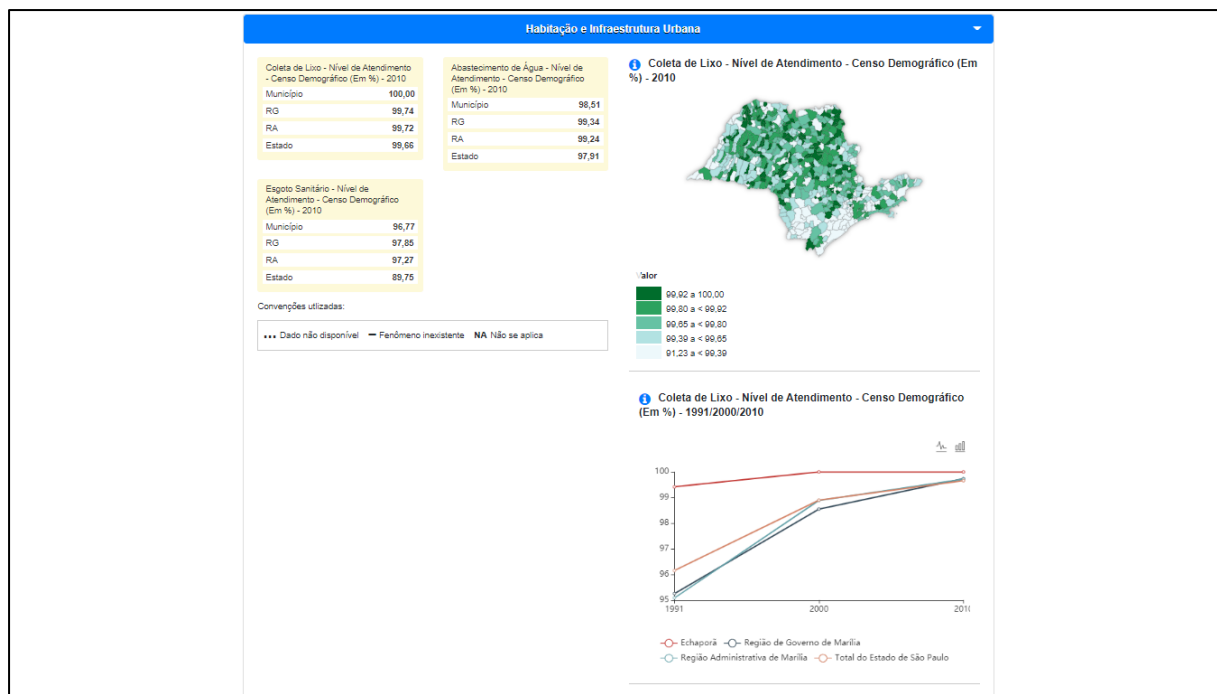 Habitação e Infraestrutura Urbana
Coleta de Lixo - Nível de Atendimento
- Censo Demográfico (Em %) - 2010
Município 100,00
RG 99,74
RA 99,72
Estado 99,66
Abastecimento de Água - Nível de
Atendimento - Censo Demográfico
(Em %) - 2010
Município 98,51
RG 99,34
RA 99,24
Estado 97,91
Esgoto Sanitário - Nível de
Atendimento - Censo Demográfico
(Em %) - 2010
Município 96,77
RG 97,85
RA 97,27
Estado 89,75
Convenções utlizadas:
... Dado não disponível — Fenômeno inexistente NA Não se aplica
Coleta de Lixo - Nível de Atendimento - Censo Demográfico (Em
%) - 2010
Valor
99,92 a 100,00
99,80 a < 99,92
99,65 a < 99,80
99,39 a < 99,65
91,23 a < 99,39
Coleta de Lixo - Nível de Atendimento - Censo Demográfico
(Em %) - 1991/2000/2010
100
99
98
97
96
95
1991 2000 2010
Echaporã Região de Governo de Marília
Região Administrativa de Marília Total do Estado de São Paulo